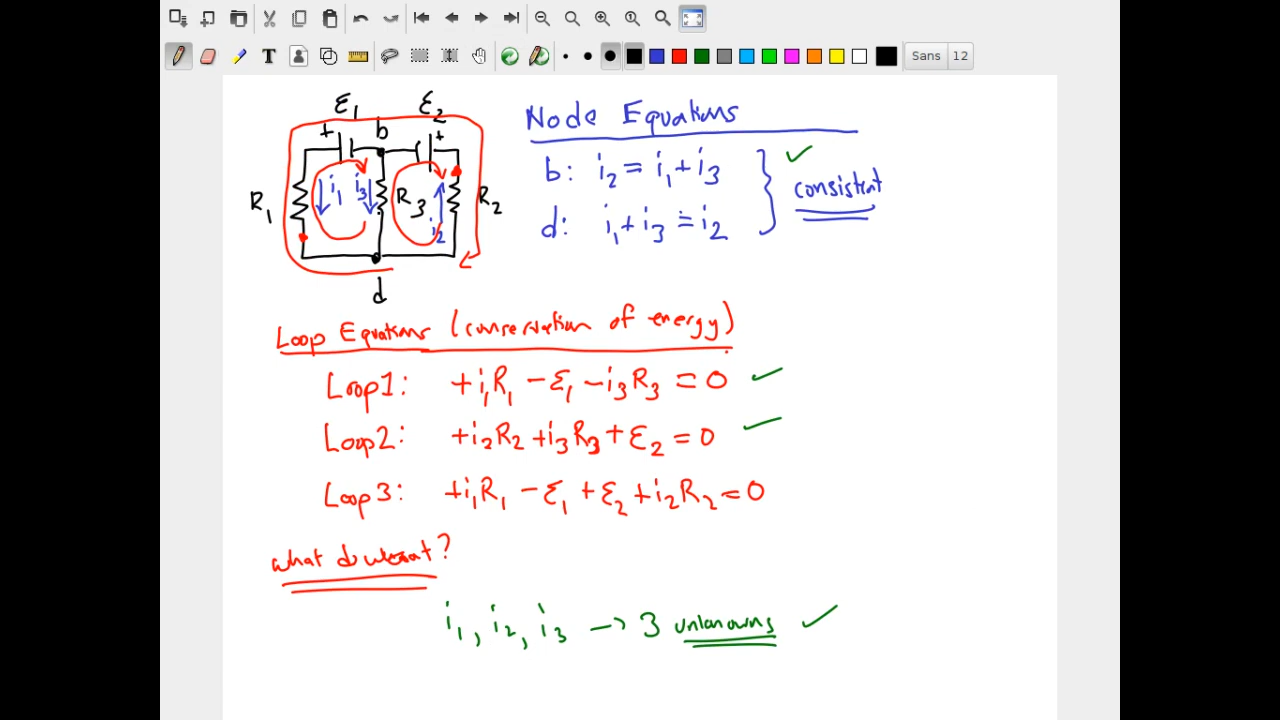 Sans 12
ε1 ε2
+ b +
R1 i1 i3 R3 i2 R2
d
Node Equations
b: i2 = i1 + i3
d: i1 + i3 = i2
consistent
Loop Equations (conservation of energy)
Loop1: +i1R1 - ε1 - i3R3 = 0
Loop2: +i2R2 + i3R3 + ε2 = 0
Loop3: +i1R1 - ε1 + ε2 + i2R2 = 0
what do want?
i1, i2, i3 → 3 unknowns